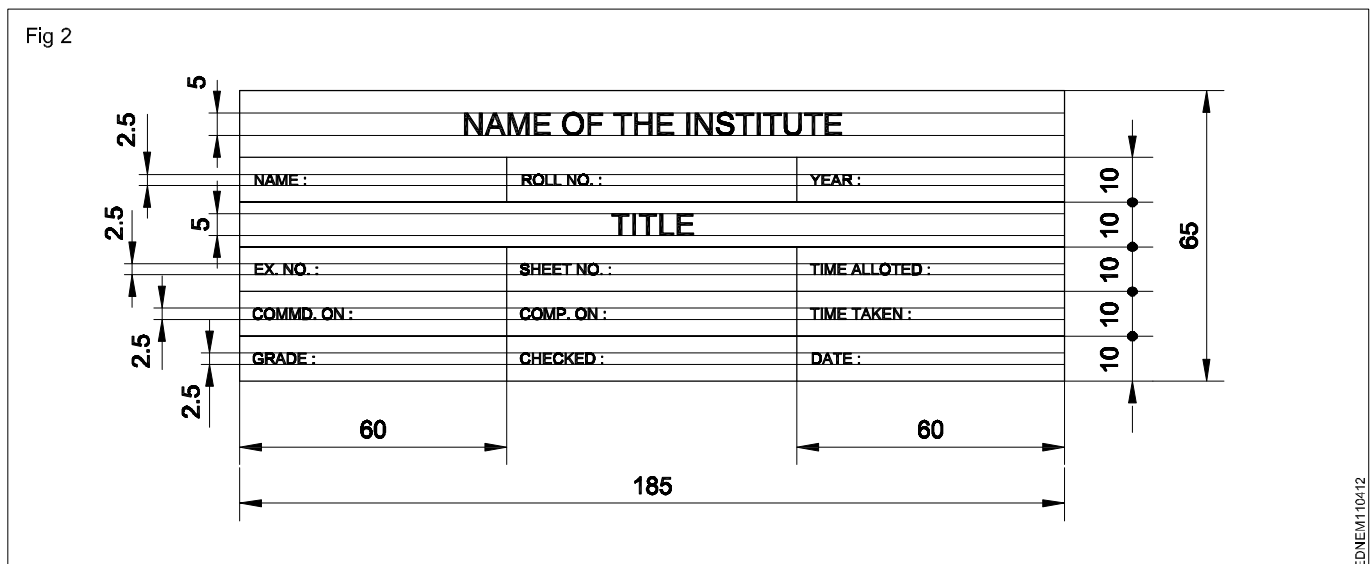 Fig 2
5
2.5
NAME OF THE INSTITUTE
NAME :
ROLL NO. :
YEAR :
10
2.5
5
TITLE
10
65
EX. NO. :
SHEET NO. :
TIME ALLOTED :
10
COMMD. ON :
COMP. ON :
TIME TAKEN :
10
2.5
GRADE :
CHECKED :
DATE :
10
2.5
60
60
185
EDNEM110412